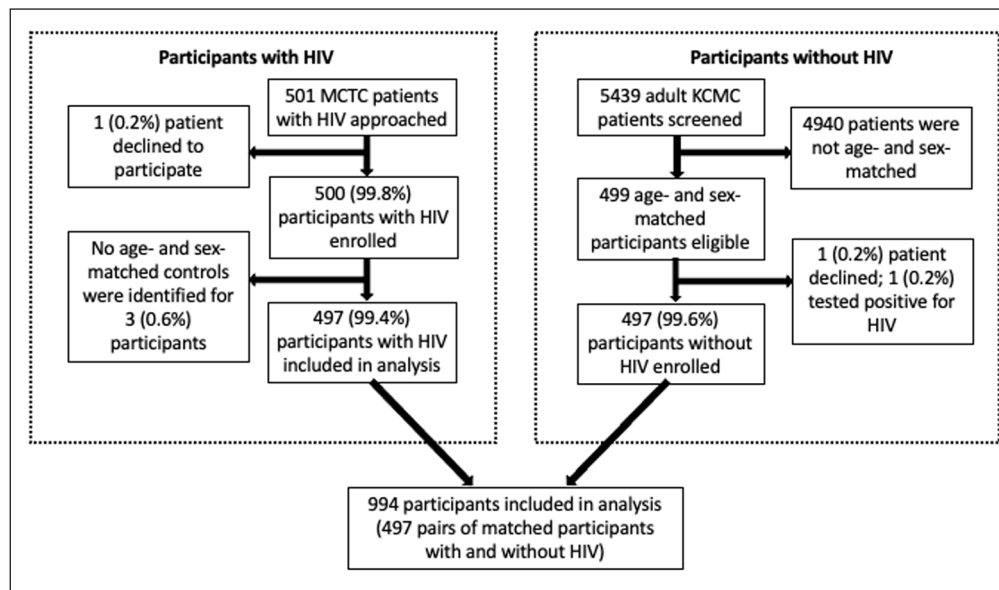 Participants with HIV
501 MCTC patients
with HIV approached
1 (0.2%) patient
declined to
participate
500 (99.8%)
participants with HIV
enrolled
No age- and sex-
matched controls
were identified for
3 (0.6%)
participants
497 (99.4%)
participants with HIV
included in analysis
Participants without HIV
5439 adult KCMC
patients screened
4940 patients were
not age- and sex-
matched
499 age- and sex-
matched
participants eligible
1 (0.2%) patient
declined; 1 (0.2%)
tested positive for
HIV
497 (99.6%)
participants without
HIV enrolled
994 participants included in analysis
(497 pairs of matched participants
with and without HIV)